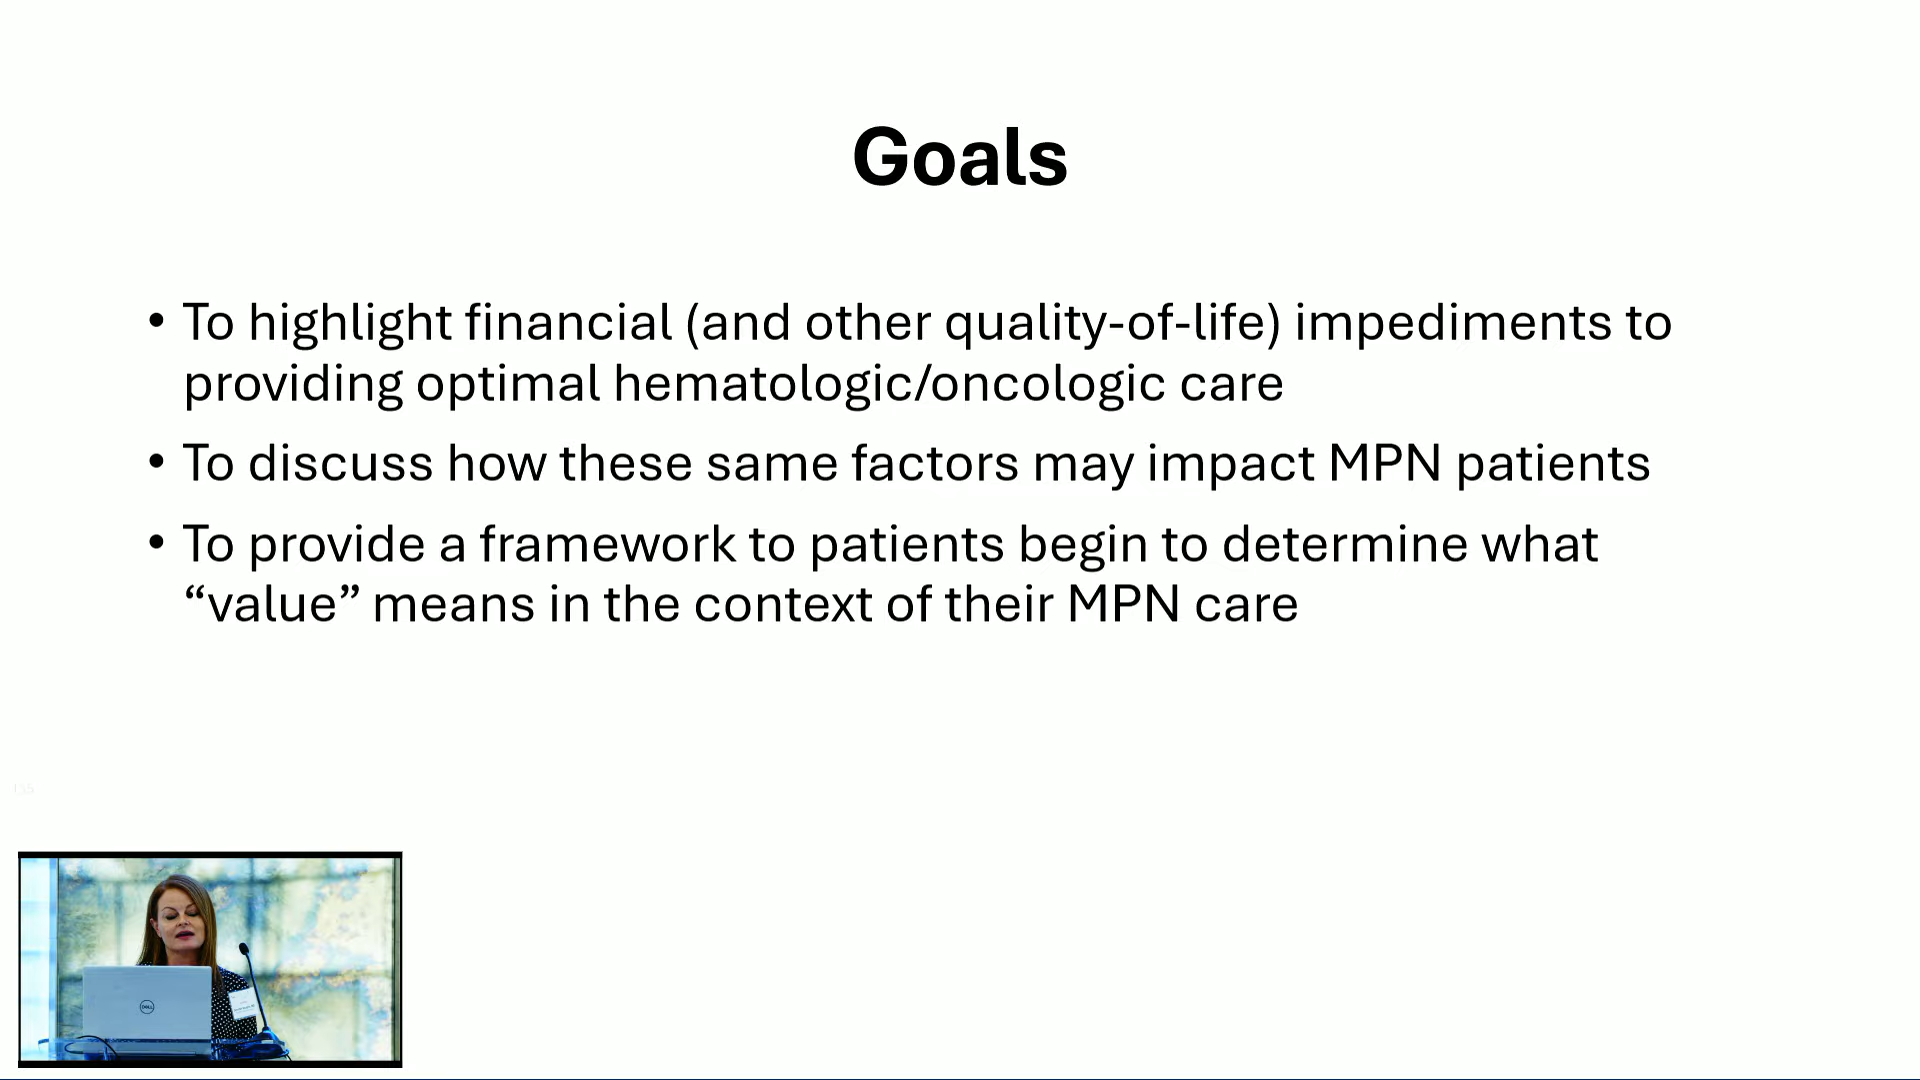 Goals
• To highlight financial (and other quality-of-life) impediments to
providing optimal hematologic/oncologic care
• To discuss how these same factors may impact MPN patients
• To provide a framework to patients begin to determine what
“value” means in the context of their MPN care
DELL